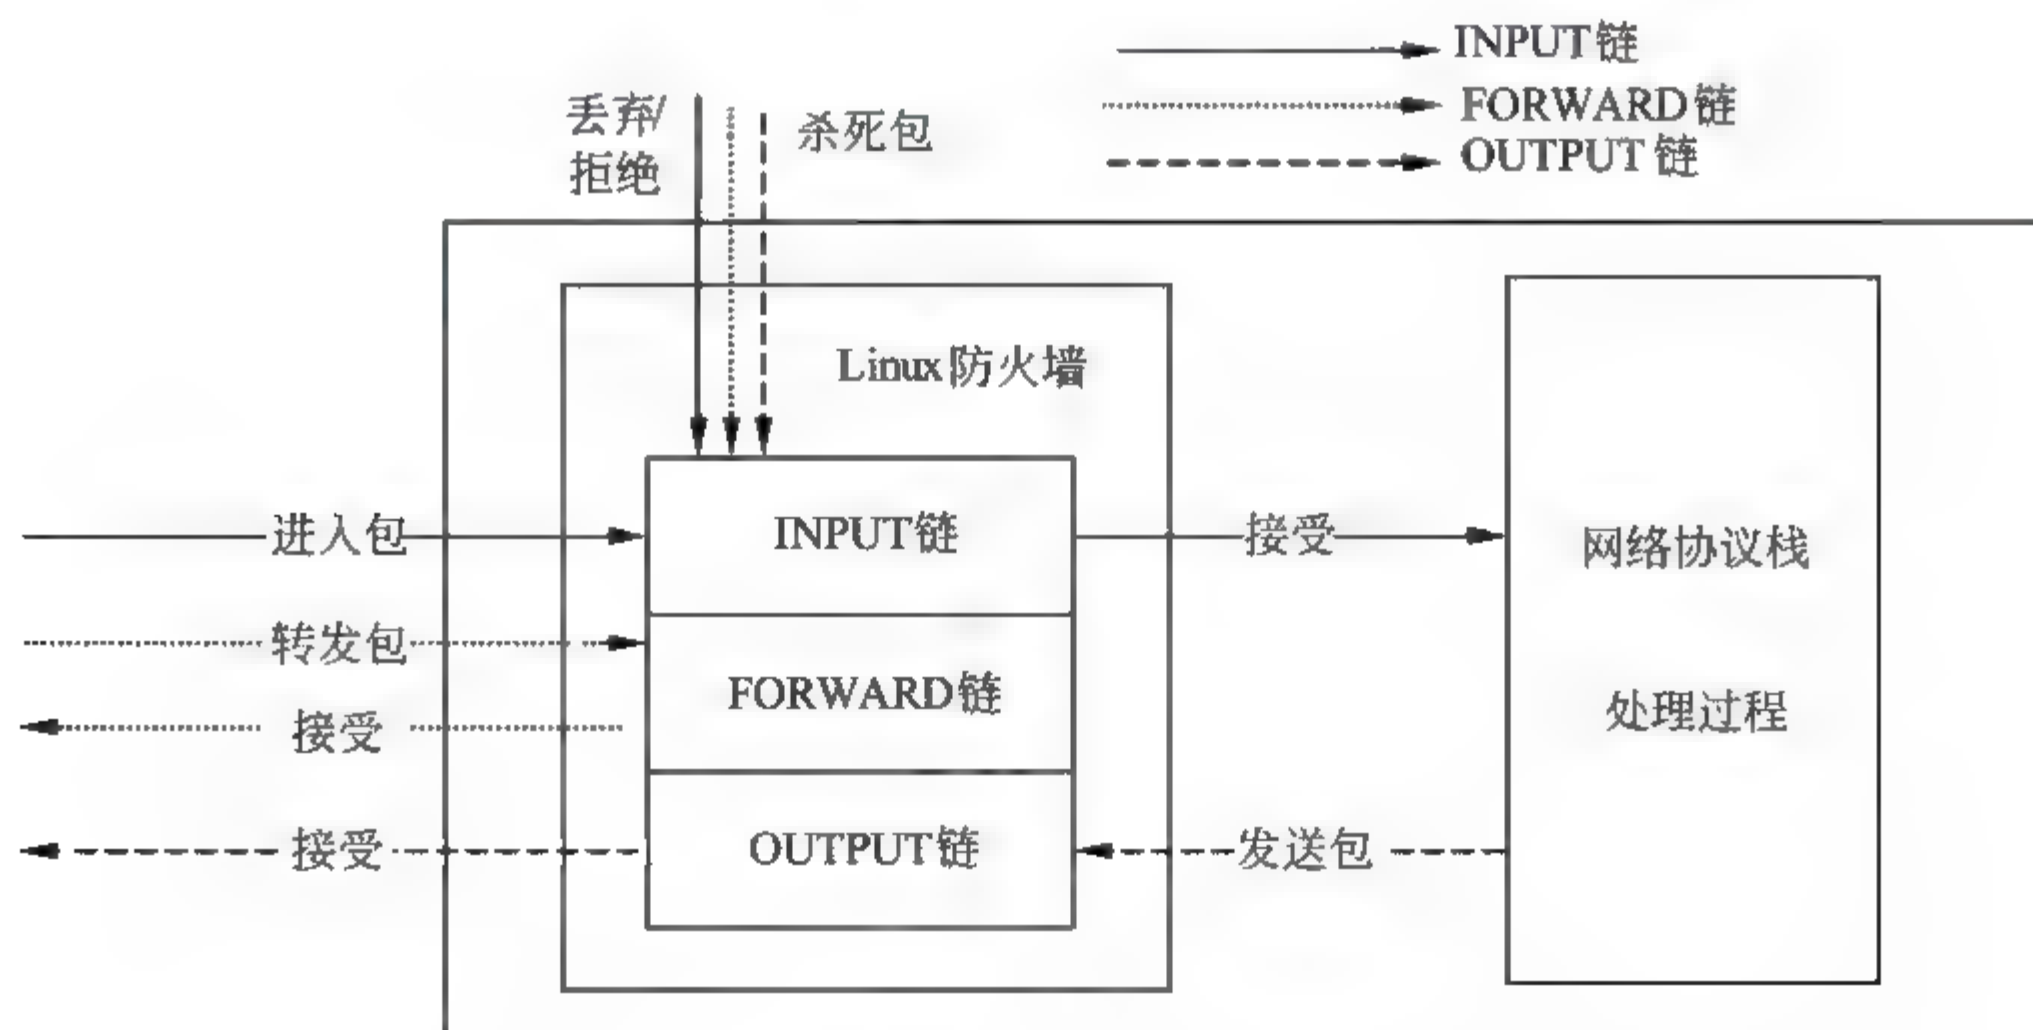 INPUT链
FORWARD链
OUTPUT链
丢弃/
拒绝
杀死包
Linux防火墙
进入包
INPUT链
接受
网络协议栈
转发包
FORWARD链
处理过程
接受
接受
OUTPUT链
发送包